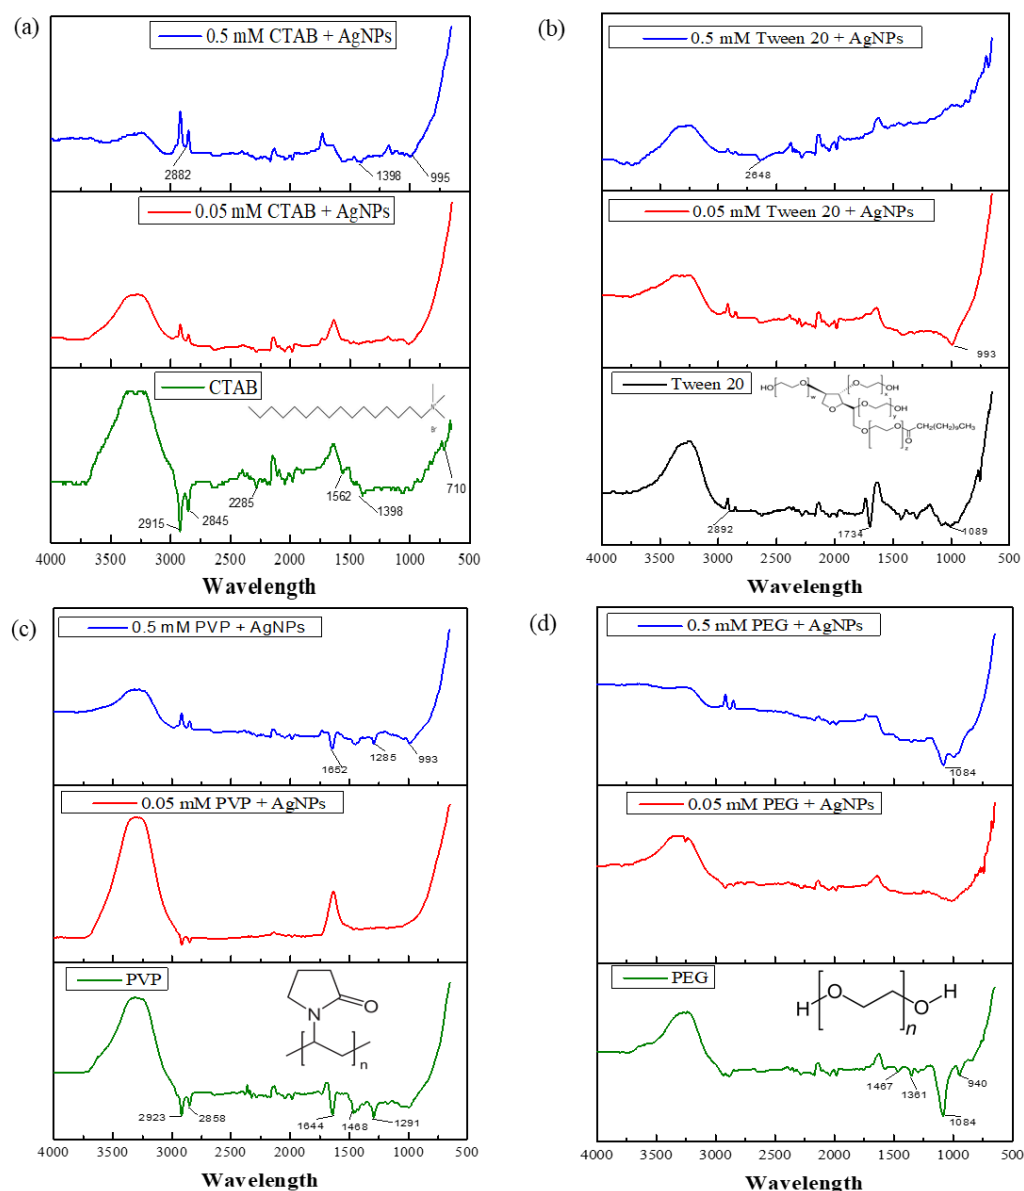 (a)
0.5 mM CTAB + AgNPs
2882
1398
995
0.05 mM CTAB + AgNPs
CTAB
N
Br
2915
2845
2285
1562
1398
710
4000 3500 3000 2500 2000 1500 1000 500
Wavelength
(b)
0.5 mM Tween 20 + AgNPs
2648
0.05 mM Tween 20 + AgNPs
993
Tween 20
2892
1734
1089
4000 3500 3000 2500 2000 1500 1000 500
Wavelength
(c)
0.5 mM PVP + AgNPs
1652
1285
993
0.05 mM PVP + AgNPs
PVP
N
O
n
2923
2858
1644
1468
1291
4000 3500 3000 2500 2000 1500 1000 500
Wavelength
(d)
0.5 mM PEG + AgNPs
1084
0.05 mM PEG + AgNPs
PEG
H
O
O
H
n
1467
1361
940
1084
4000 3500 3000 2500 2000 1500 1000 500
Wavelength